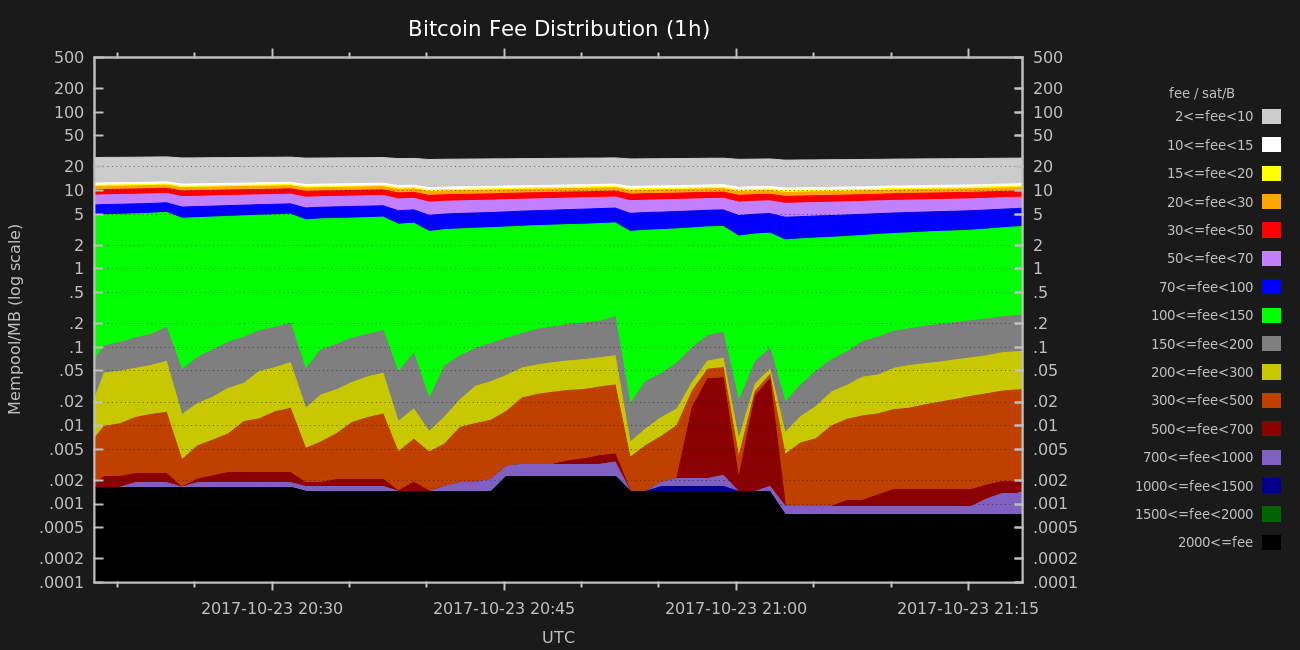 Bitcoin Fee Distribution (1h)
500 500
200 200
100 100
50 50
20 20
10 10
5 5
2 2
1 1
.5 .5
.2 .2
.1 .1
.05 .05
.02 .02
.01 .01
.005 .005
.002 .002
.001 .001
.0005 .0005
.0002 .0002
.0001 .0001
Mempool/MB (log scale)
2017-10-23 20:30 2017-10-23 20:45 2017-10-23 21:00 2017-10-23 21:15
UTC
fee / sat/B
2<=fee<10
10<=fee<15
15<=fee<20
20<=fee<30
30<=fee<50
50<=fee<70
70<=fee<100
100<=fee<150
150<=fee<200
200<=fee<300
300<=fee<500
500<=fee<700
700<=fee<1000
1000<=fee<1500
1500<=fee<2000
2000<=fee